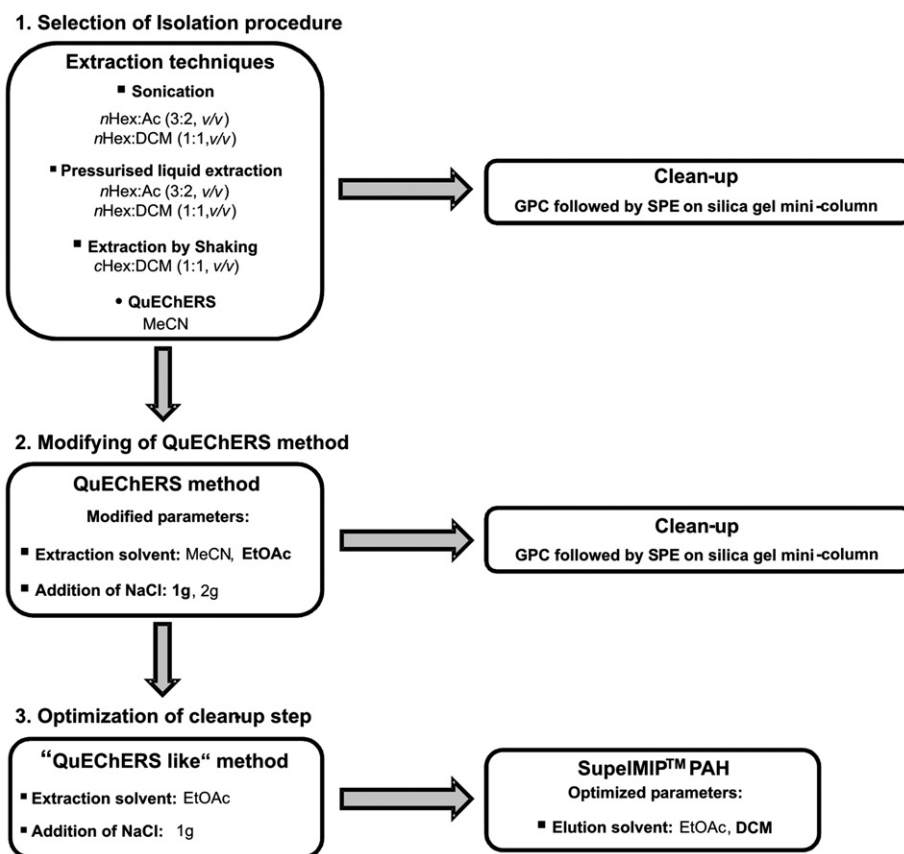 1. Selection of Isolation procedure
Extraction techniques
▪ Sonication
nHex:Ac (3:2, v/v)
nHex:DCM (1:1,v/v)
▪ Pressurised liquid extraction
nHex:Ac (3:2, v/v)
nHex:DCM (1:1,v/v)
▪ Extraction by Shaking
cHex:DCM (1:1, v/v)
• QuEChERS
MeCN
Clean-up
GPC followed by SPE on silica gel mini-column
2. Modifying of QuEChERS method
QuEChERS method
Modified parameters:
▪ Extraction solvent: MeCN, EtOAc
▪ Addition of NaCl: 1g, 2g
Clean-up
GPC followed by SPE on silica gel mini-column
3. Optimization of clean-up step
“QuEChERS like“ method
▪ Extraction solvent: EtOAc
▪ Addition of NaCl: 1g
SupelMIP™ PAH
Optimized parameters:
▪ Elution solvent: EtOAc, DCM